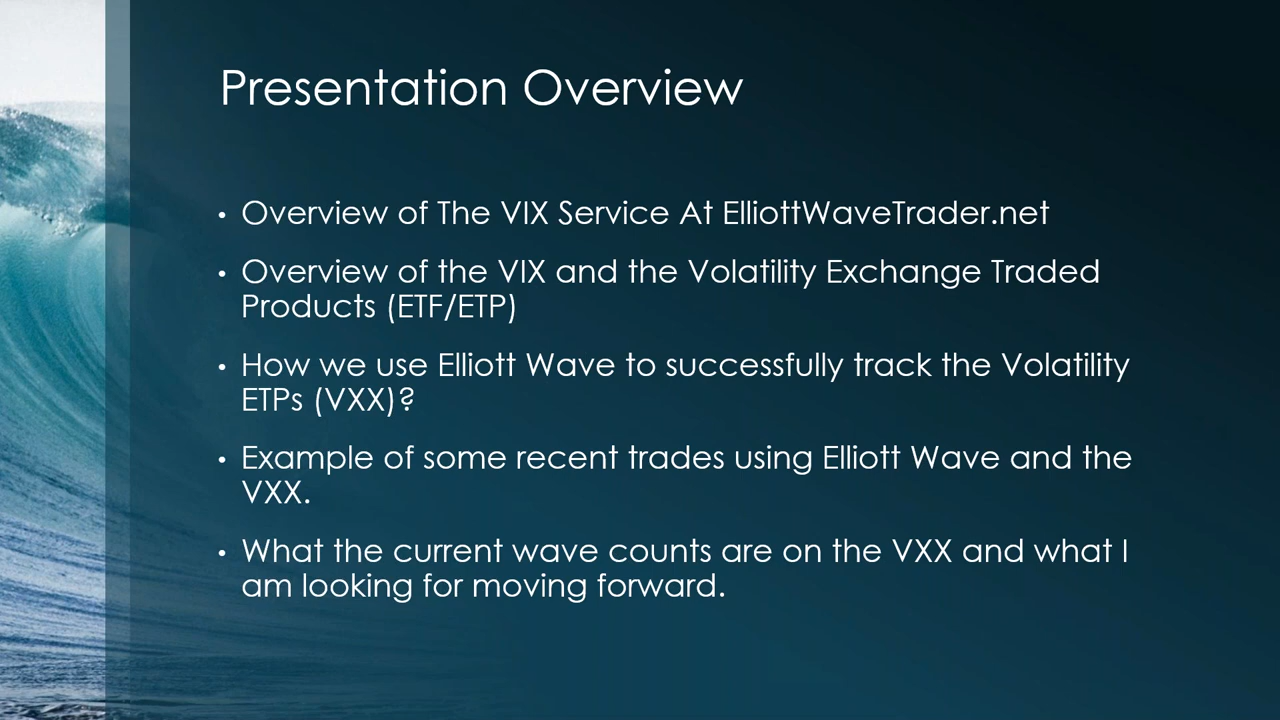 Presentation Overview
• Overview of The VIX Service At ElliottWaveTrader.net
• Overview of the VIX and the Volatility Exchange Traded
Products (ETF/ETP)
• How we use Elliott Wave to successfully track the Volatility
ETPs (VXX)?
• Example of some recent trades using Elliott Wave and the
VXX.
• What the current wave counts are on the VXX and what I
am looking for moving forward.